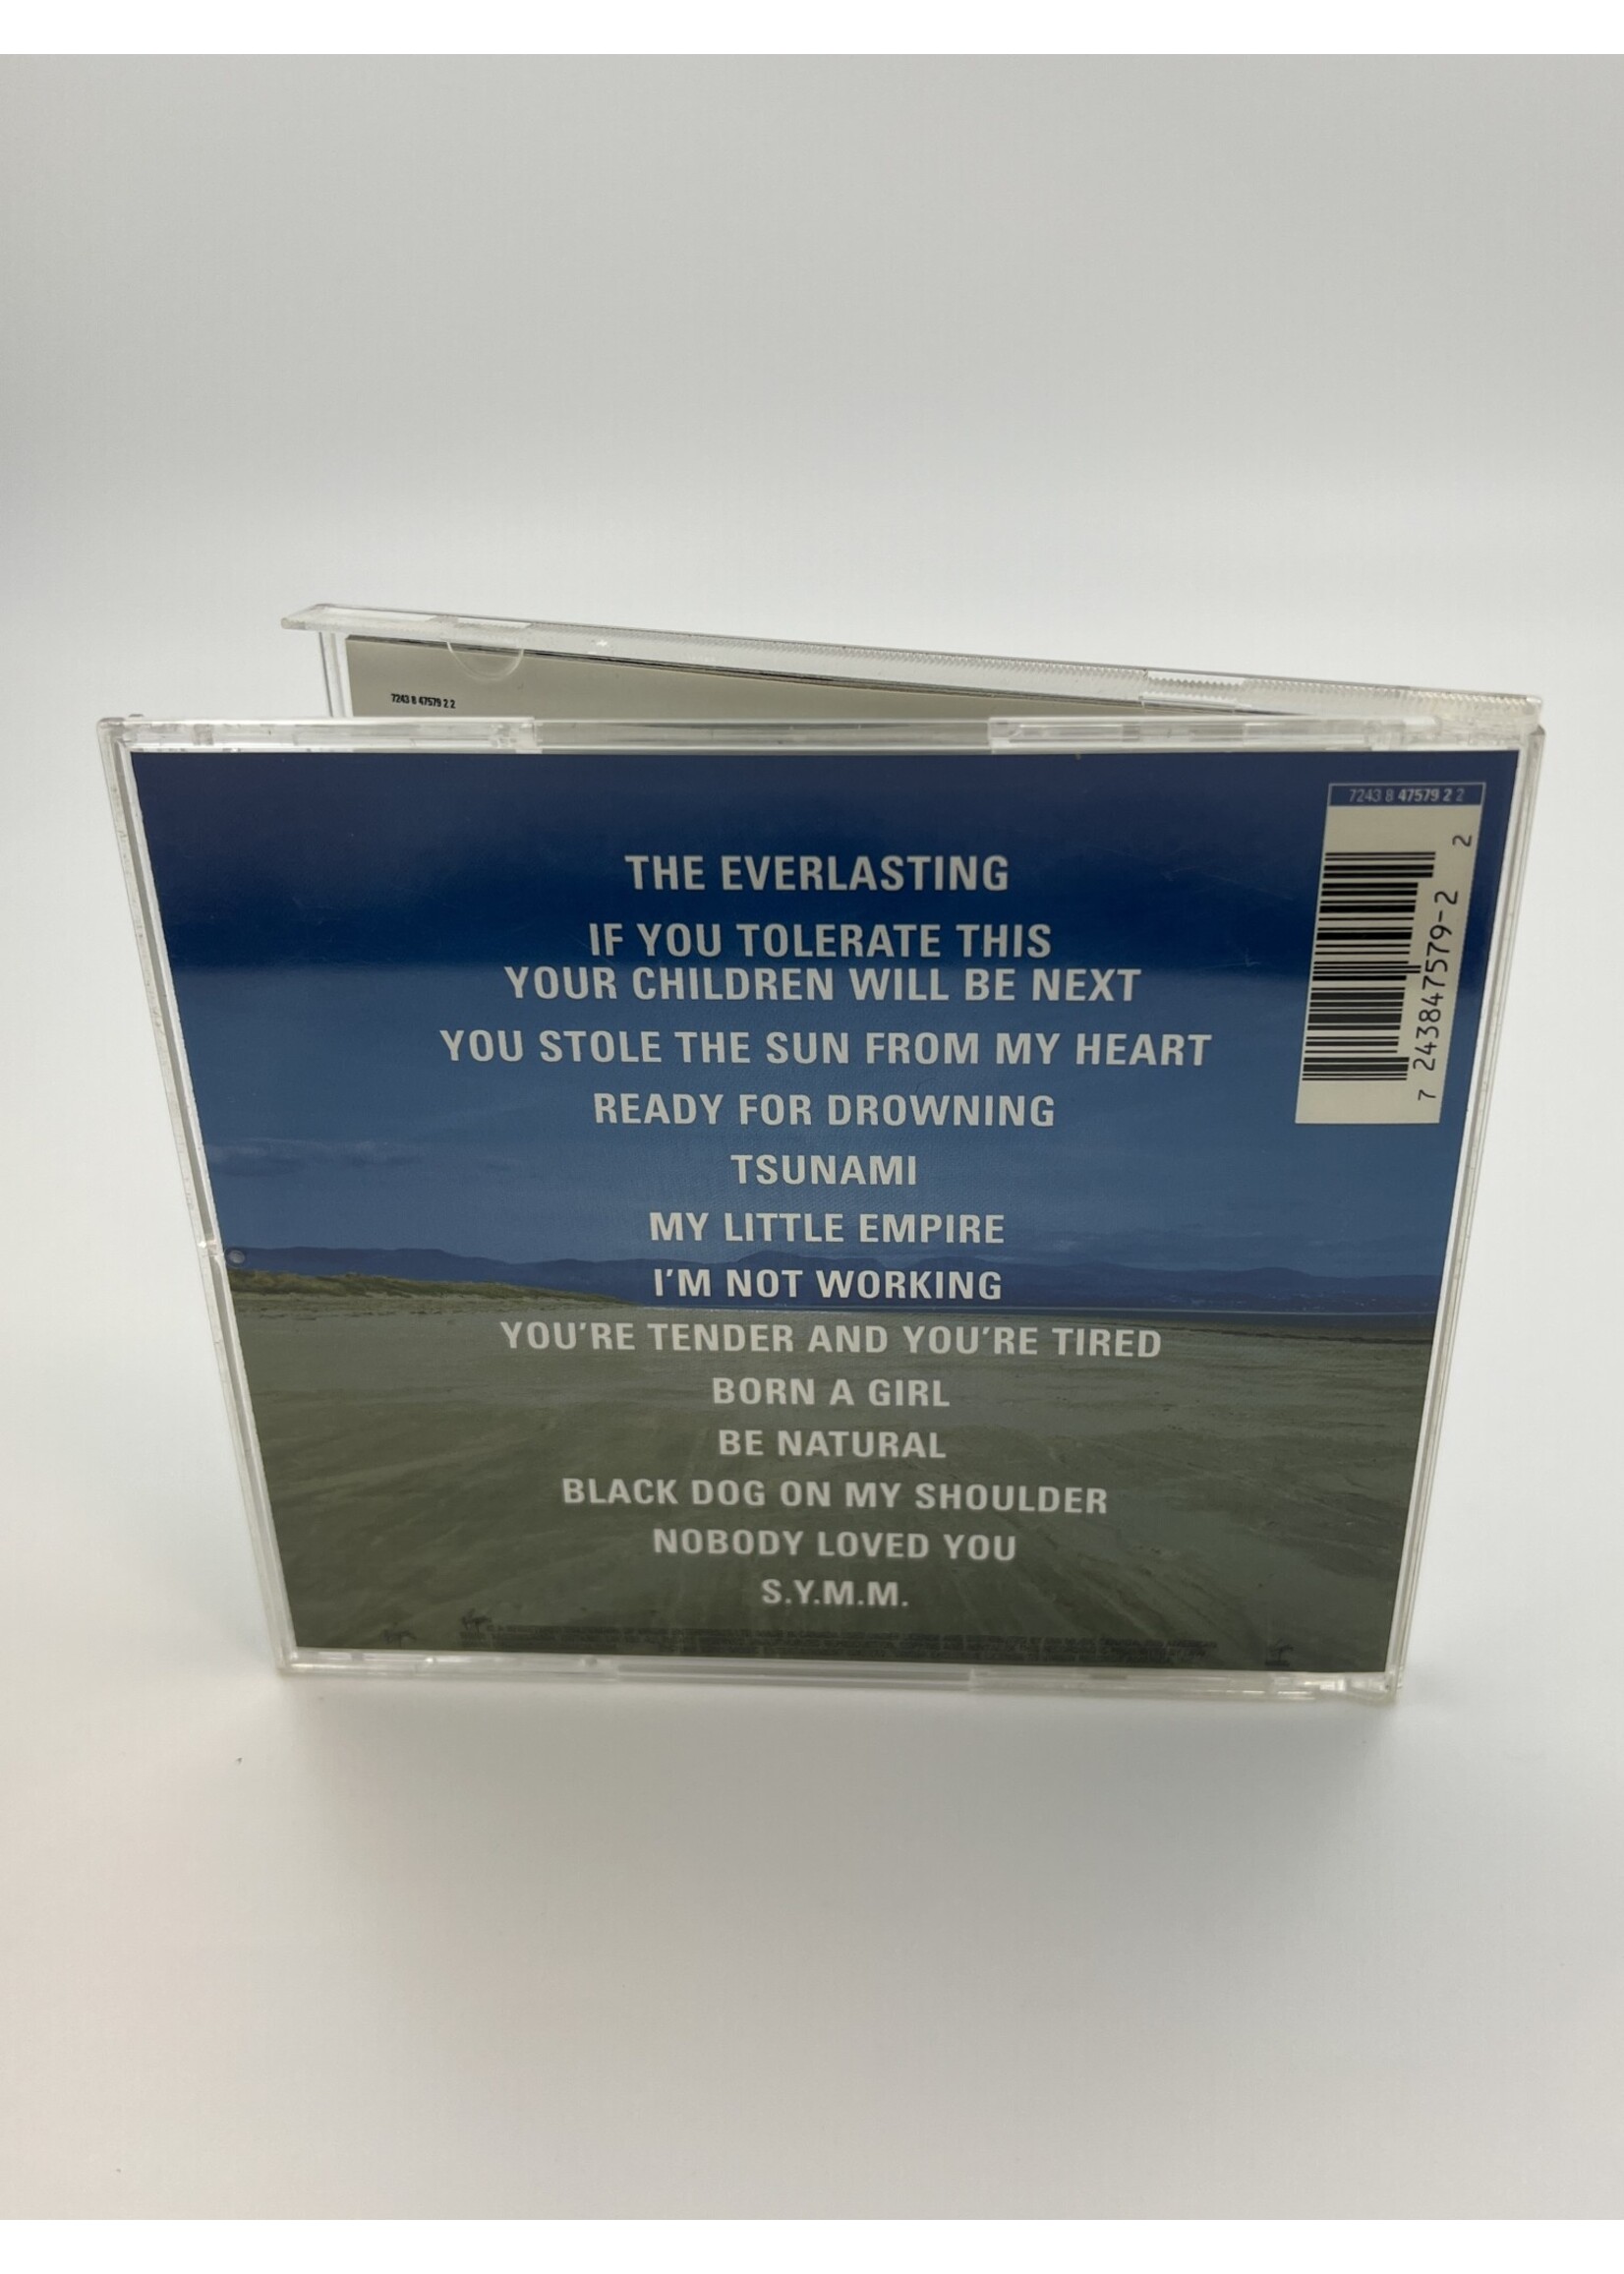 7243 8 47579 2 2
7243 8 47579 2 2
THE EVERLASTING
IF YOU TOLERATE THIS
YOUR CHILDREN WILL BE NEXT
YOU STOLE THE SUN FROM MY HEART
READY FOR DROWNING
TSUNAMI
MY LITTLE EMPIRE
I'M NOT WORKING
YOU'RE TENDER AND YOU'RE TIRED
BORN A GIRL
BE NATURAL
BLACK DOG ON MY SHOULDER
NOBODY LOVED YOU
S.Y.M.M.
7 24384 7579-2 2